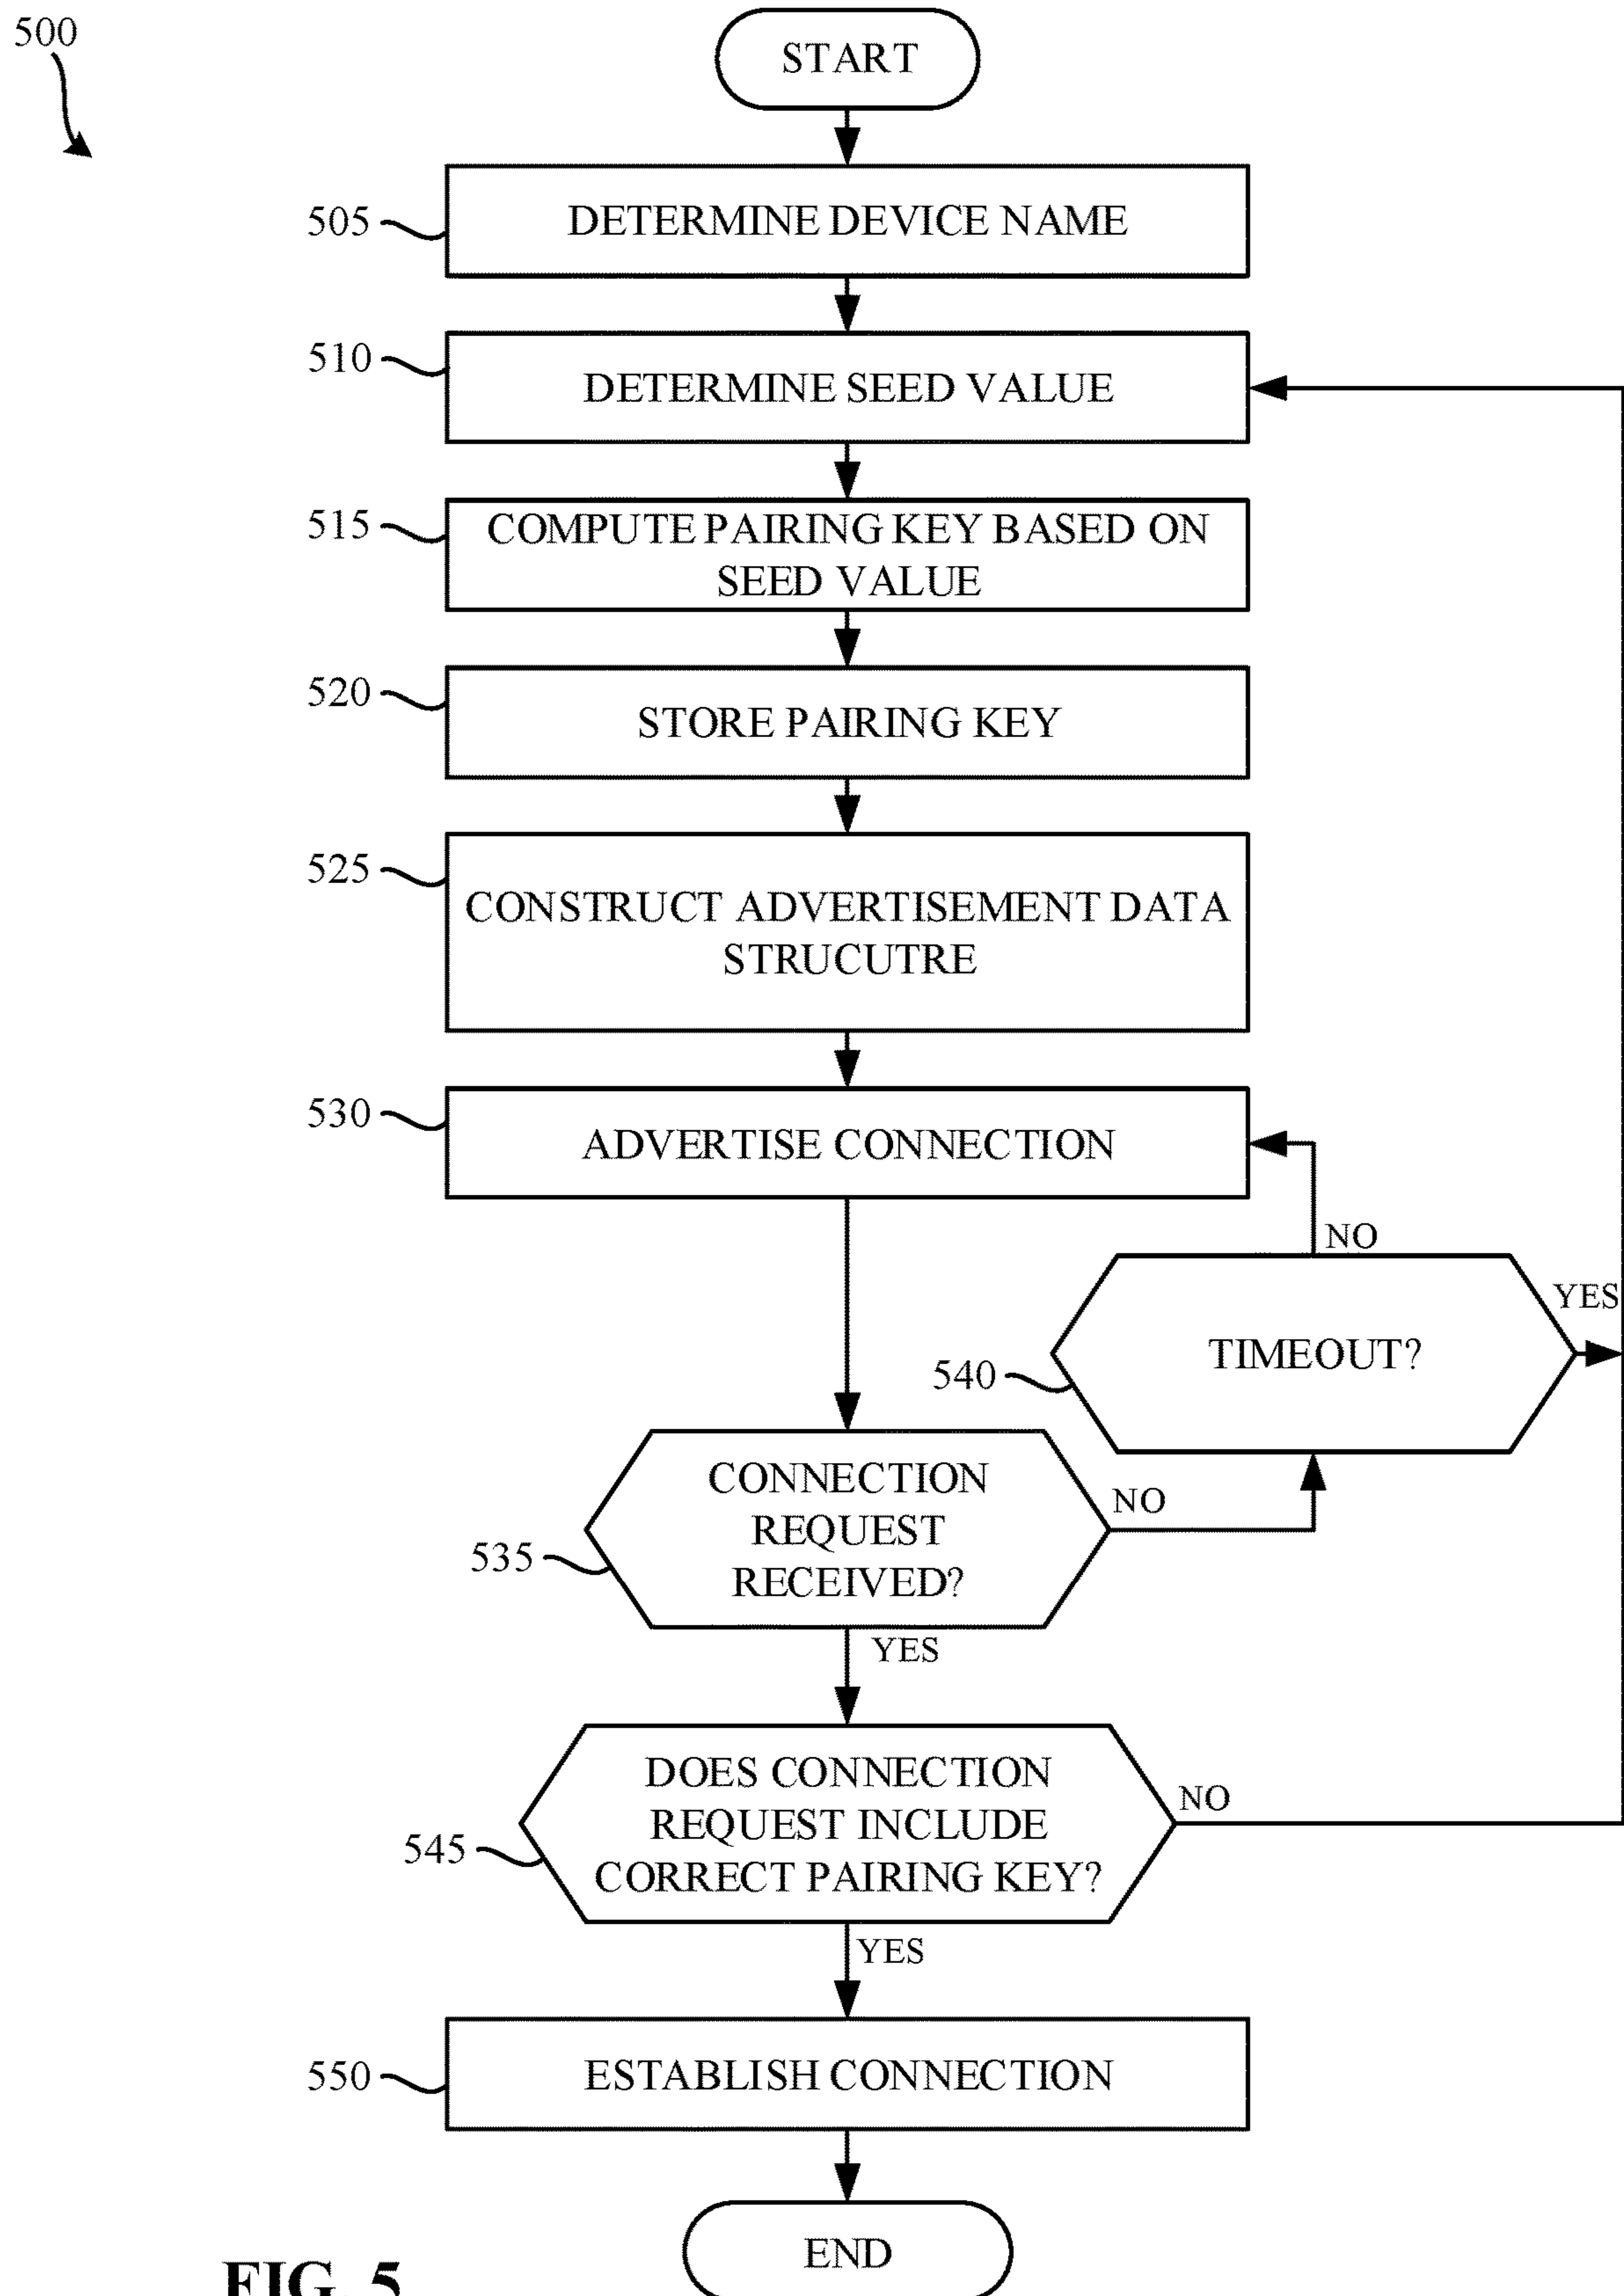 500
START
505
DETERMINE DEVICE NAME
510
DETERMINE SEED VALUE
515
COMPUTE PAIRING KEY BASED ON
SEED VALUE
520
STORE PAIRING KEY
525
CONSTRUCT ADVERTISEMENT DATA
STRUCUTRE
530
ADVERTISE CONNECTION
NO
YES
TIMEOUT?
540
CONNECTION
REQUEST
RECEIVED?
NO
535
YES
DOES CONNECTION
REQUEST INCLUDE
CORRECT PAIRING KEY?
NO
545
YES
550
ESTABLISH CONNECTION
END
FIG. 5